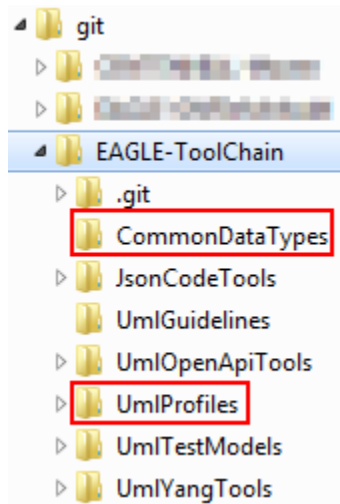 git
EAGLE-ToolChain
.git
CommonDataTypes
JsonCodeTools
UmlGuidelines
UmlOpenApiTools
UmlProfiles
UmlTestModels
UmlYangTools